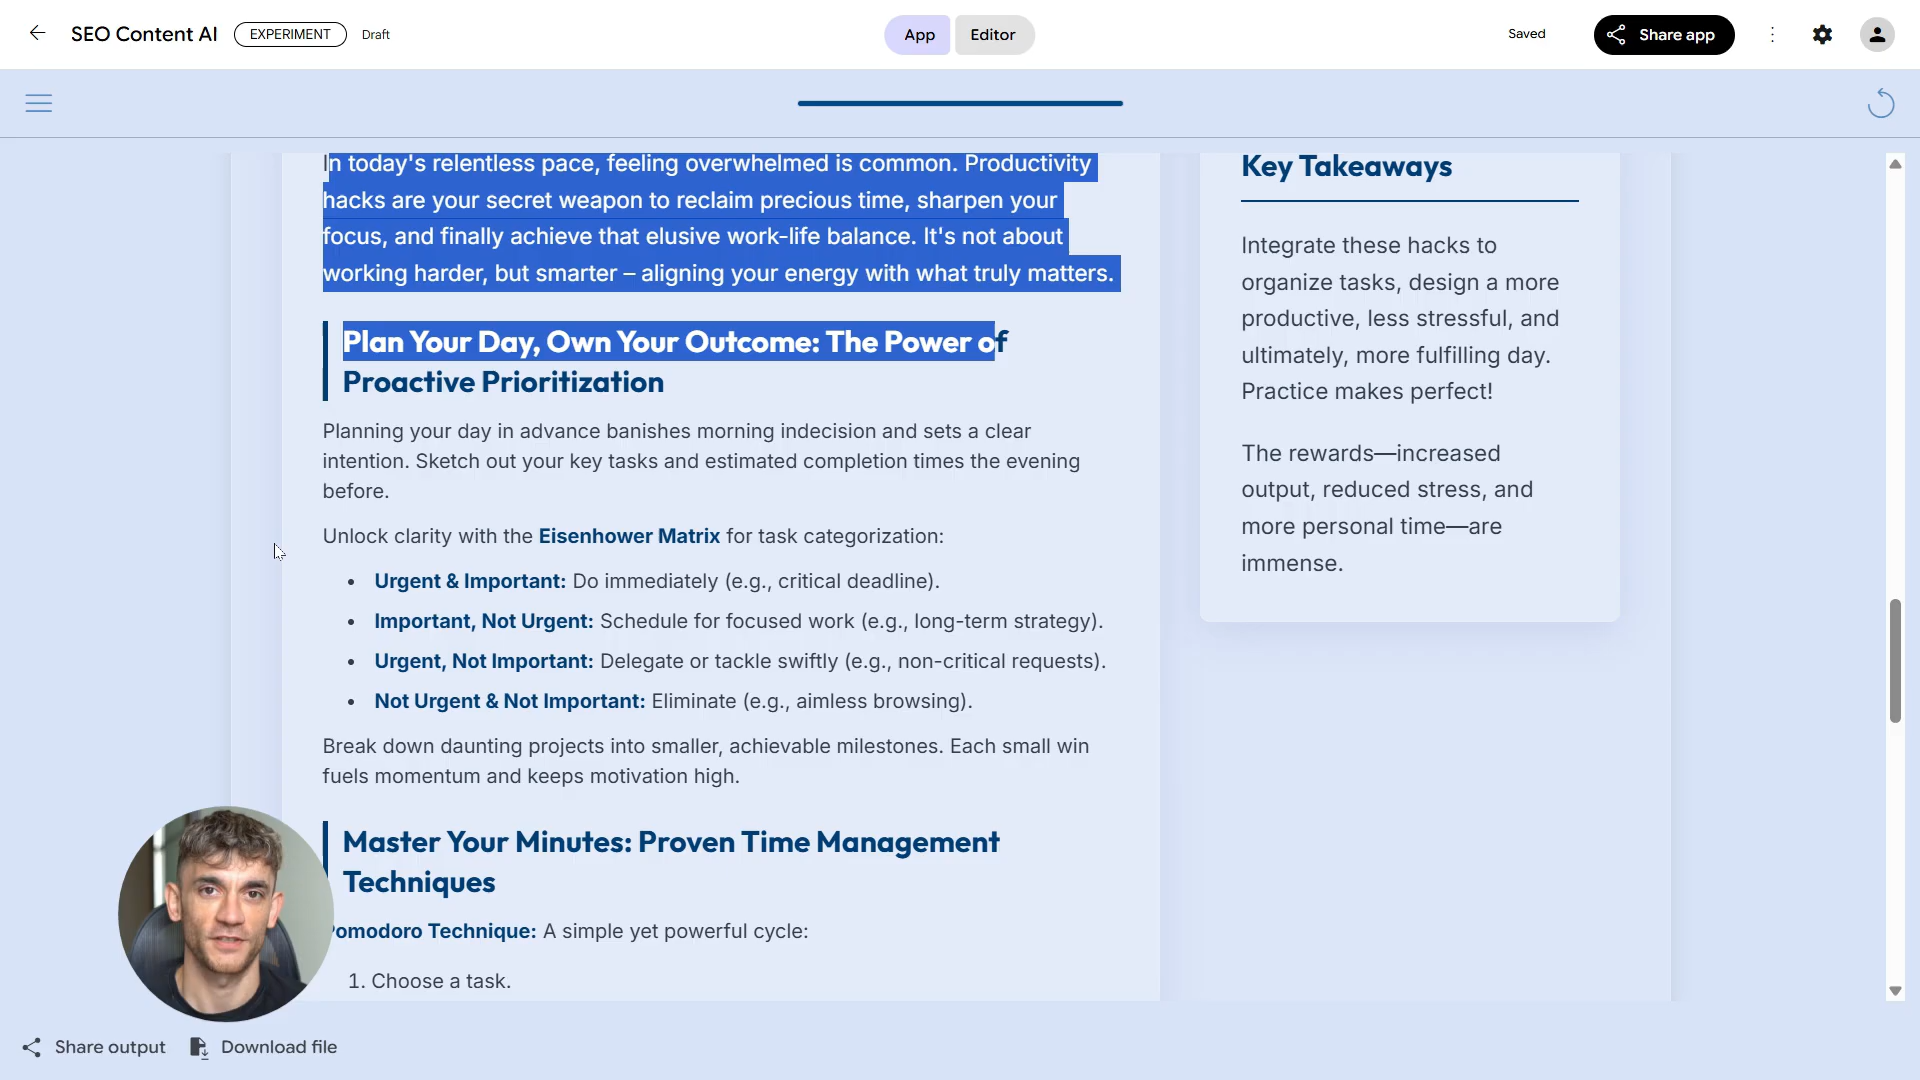 SEO Content AI
EXPERIMENT
Draft
App
Editor
Saved
Share app
In today's relentless pace, feeling overwhelmed is common. Productivity
hacks are your secret weapon to reclaim precious time, sharpen your
focus, and finally achieve that elusive work-life balance. It's not about
working harder, but smarter – aligning your energy with what truly matters.
Plan Your Day, Own Your Outcome: The Power of
Proactive Prioritization
Planning your day in advance banishes morning indecision and sets a clear
intention. Sketch out your key tasks and estimated completion times the evening
before.
Unlock clarity with the Eisenhower Matrix for task categorization:
• Urgent & Important: Do immediately (e.g., critical deadline).
• Important, Not Urgent: Schedule for focused work (e.g., long-term strategy).
• Urgent, Not Important: Delegate or tackle swiftly (e.g., non-critical requests).
• Not Urgent & Not Important: Eliminate (e.g., aimless browsing).
Break down daunting projects into smaller, achievable milestones. Each small win
fuels momentum and keeps motivation high.
Master Your Minutes: Proven Time Management
Techniques
Pomodoro Technique: A simple yet powerful cycle:
1. Choose a task.
Key Takeaways
Integrate these hacks to
organize tasks, design a more
productive, less stressful, and
ultimately, more fulfilling day.
Practice makes perfect!
The rewards—increased
output, reduced stress, and
more personal time—are
immense.
Share output
Download file